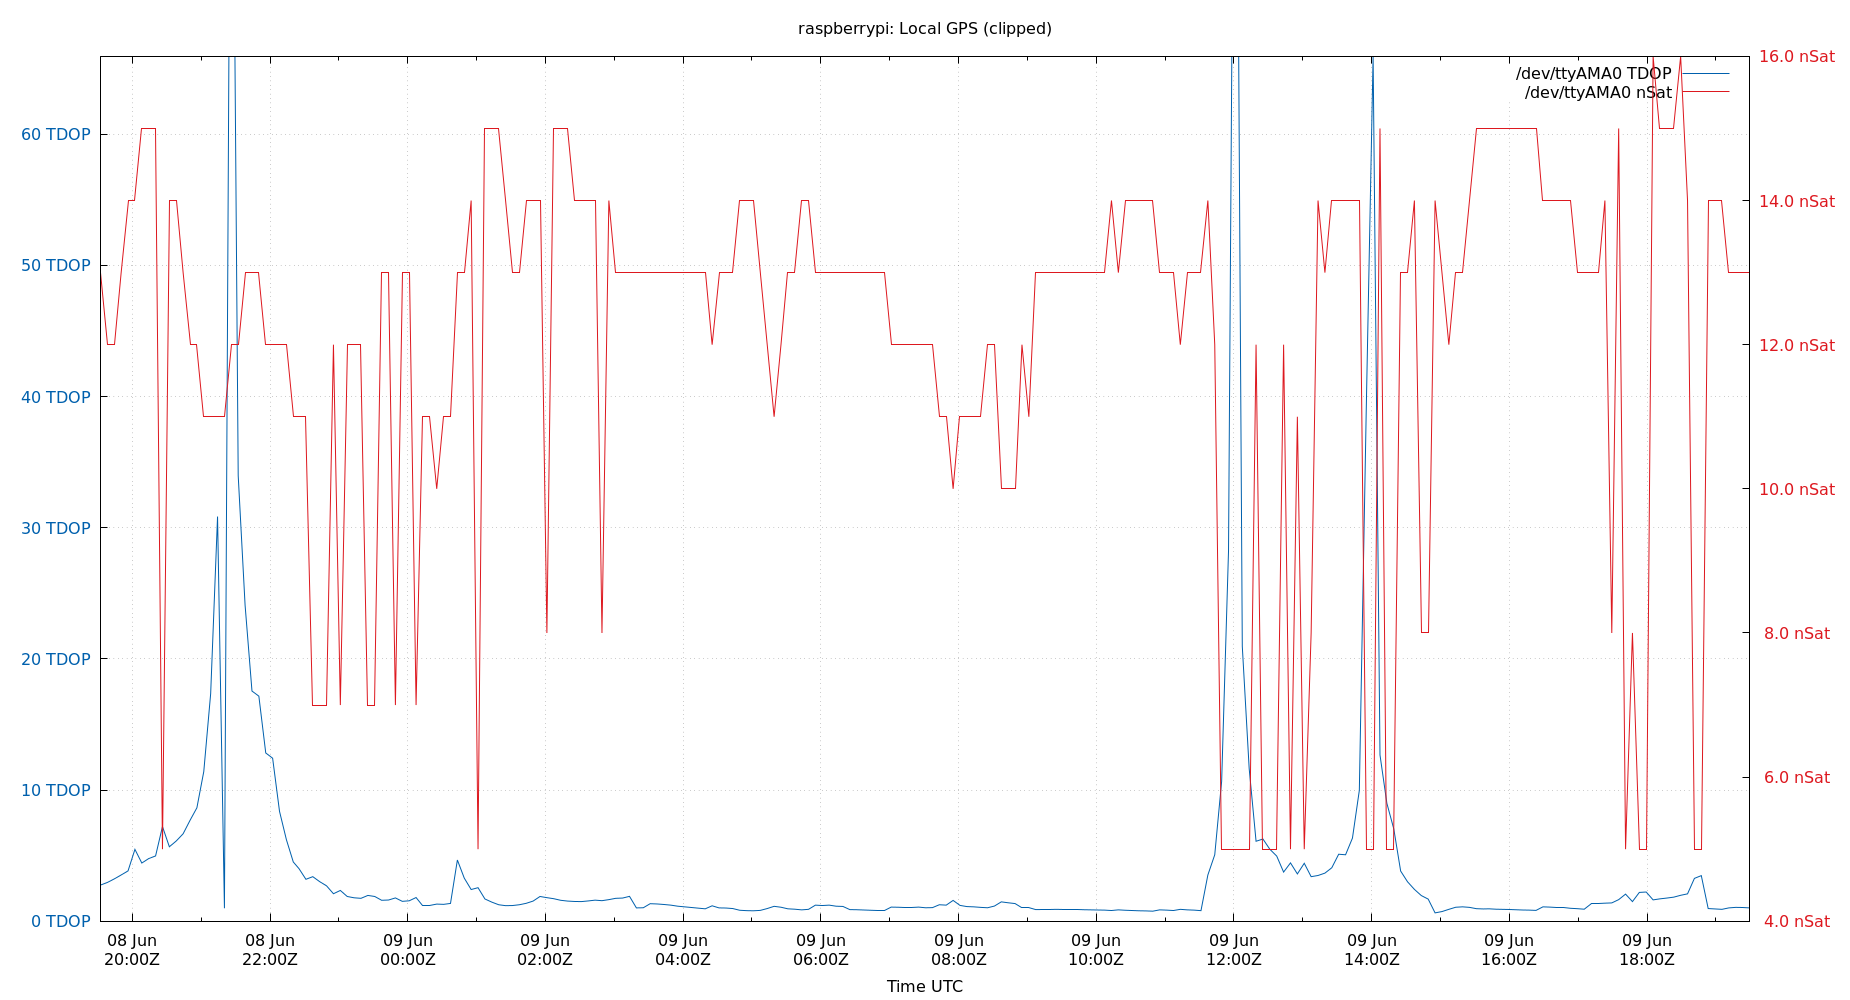 raspberrypi: Local GPS (clipped)
16.0 nSat
/dev/ttyAMA0 TDOP
/dev/ttyAMA0 nSat
60 TDOP
14.0 nSat
50 TDOP
12.0 nSat
40 TDOP
10.0 nSat
30 TDOP
8.0 nSat
20 TDOP
6.0 nSat
10 TDOP
0 TDOP
4.0 nSat
08 Jun
20:00Z
08 Jun
22:00Z
09 Jun
00:00Z
09 Jun
02:00Z
09 Jun
04:00Z
09 Jun
06:00Z
09 Jun
08:00Z
09 Jun
10:00Z
09 Jun
12:00Z
09 Jun
14:00Z
09 Jun
16:00Z
09 Jun
18:00Z
Time UTC